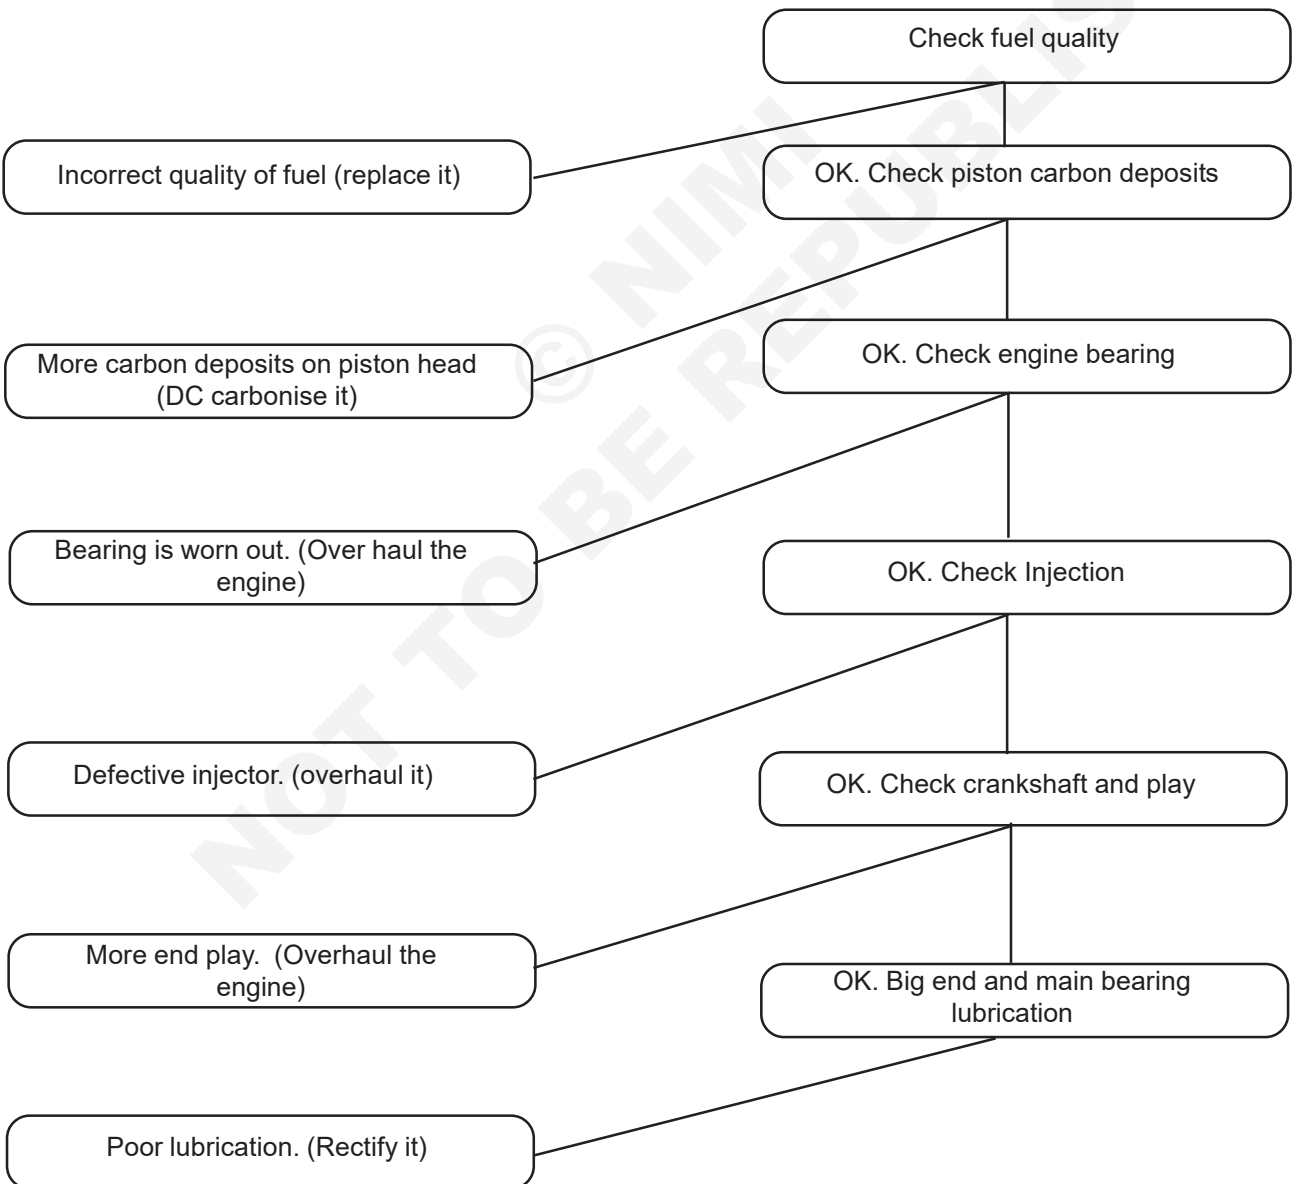 Check fuel quality
Incorrect quality of fuel (replace it)
OK. Check piston carbon deposits
More carbon deposits on piston head
(DC carbonise it)
OK. Check engine bearing
Bearing is worn out. (Over haul the
engine)
OK. Check Injection
Defective injector. (overhaul it)
OK. Check crankshaft and play
More end play. (Overhaul the
engine)
OK. Big end and main bearing
lubrication
Poor lubrication. (Rectify it)
© NIMI
NOT TO BE REPUBLIS